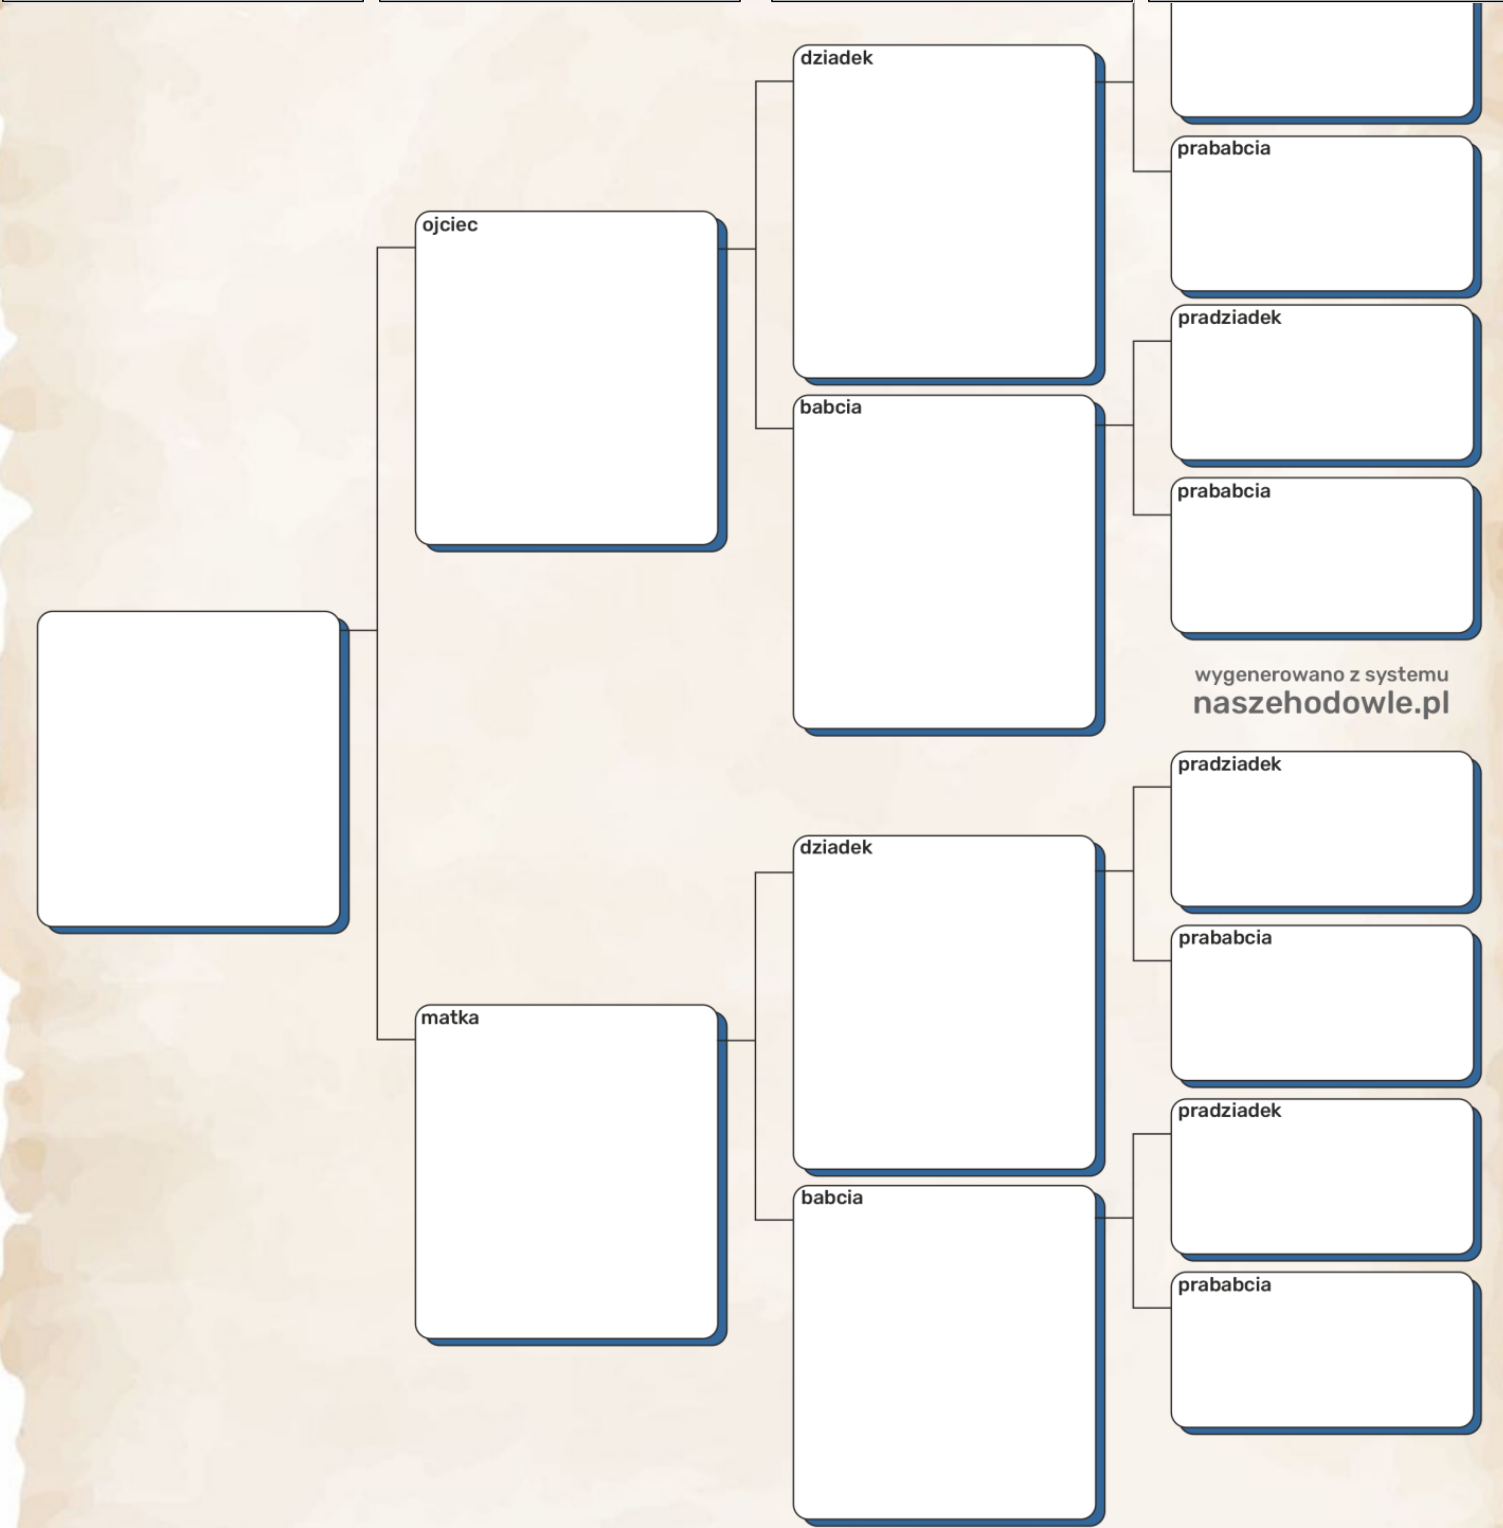 dziadek
prababcia
ojciec
pradziadek
babcia
prababcia
wygenerowano z systemu
naszehodowle.pl
pradziadek
dziadek
prababcia
matka
pradziadek
babcia
prababcia